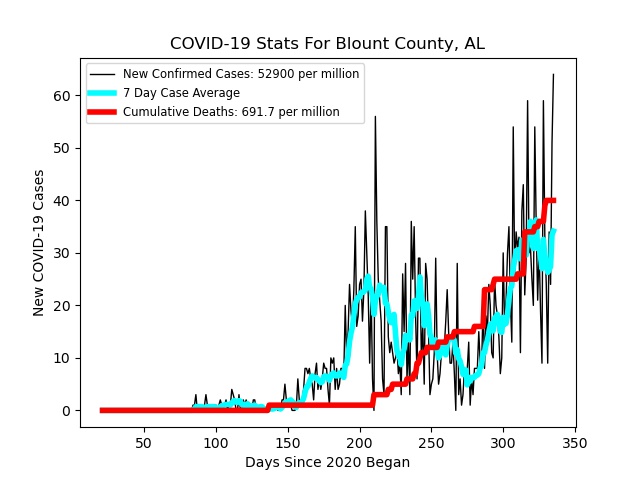 COVID-19 Stats For Blount County, AL
New Confirmed Cases: 52900 per million
7 Day Case Average
Cumulative Deaths: 691.7 per million
New COVID-19 Cases
60
50
40
30
20
10
0
50 100 150 200 250 300 350
Days Since 2020 Began